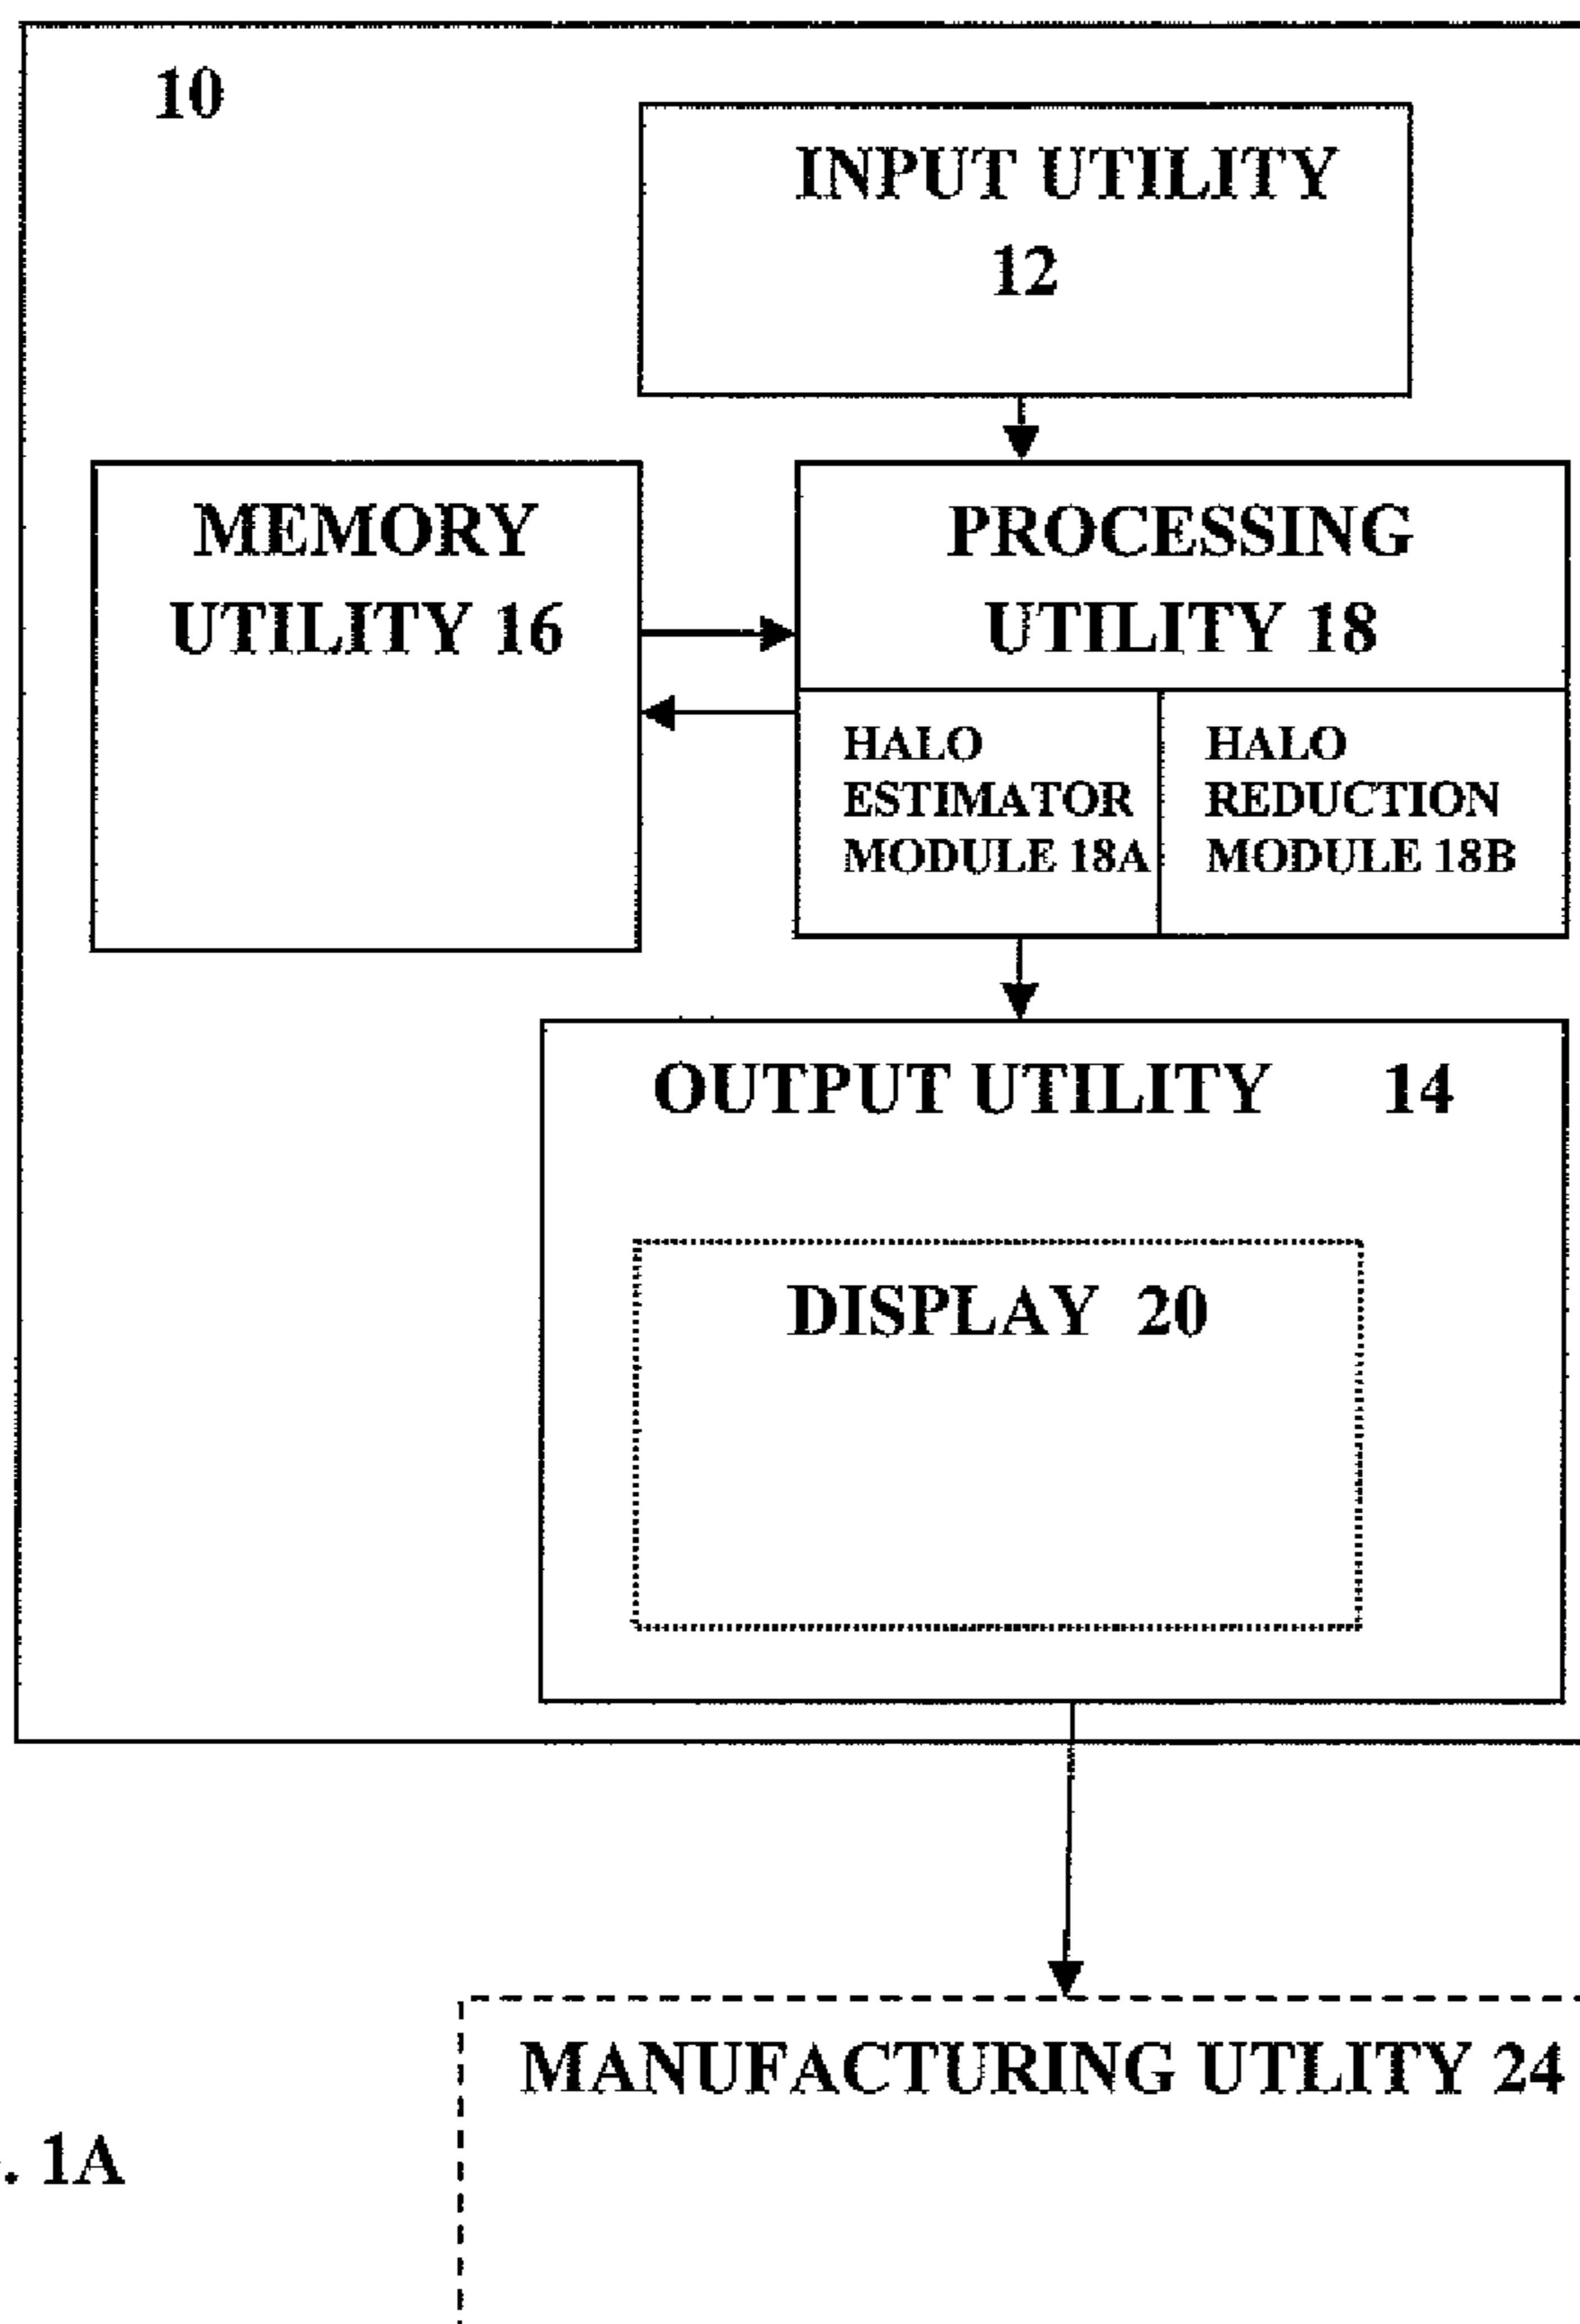 10
INPUT UTILITY
12
MEMORY
UTILITY 16
PROCESSING
UTILITY 18
HALO
ESTIMATOR
MODULE 18A
HALO
REDUCTION
MODULE 18B
OUTPUT UTILITY 14
DISPLAY 20
MANUFACTURING UTLITY 24
. 1A